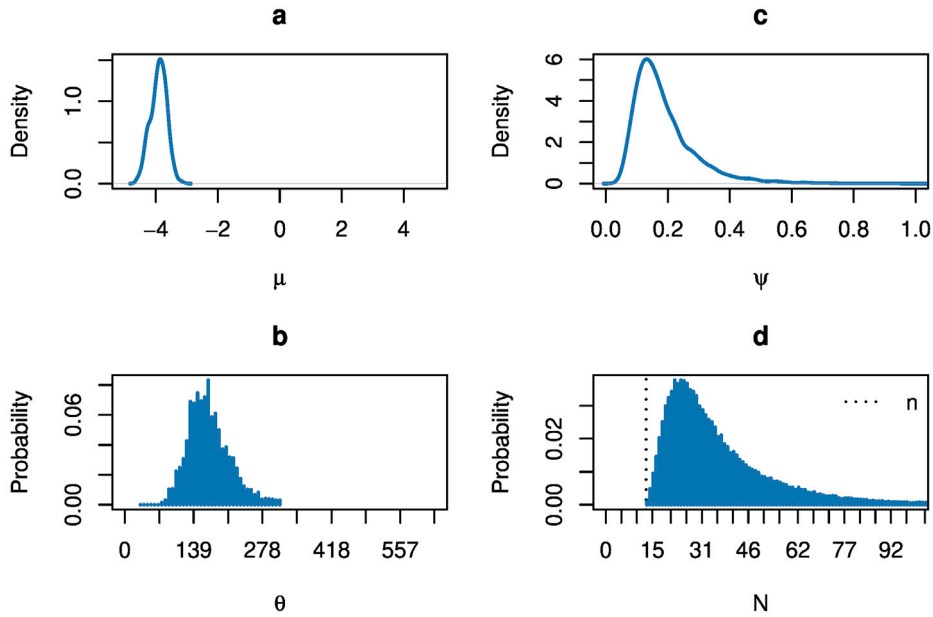 a
Density
0.0 1.0
−4 −2 0 2 4
μ
c
Density
0 2 4 6
0.0 0.2 0.4 0.6 0.8 1.0
ψ
b
Probability
0.00 0.06
0 139 278 418 557
θ
d
Probability
0.00 0.02
n
0 15 31 46 62 77 92
N